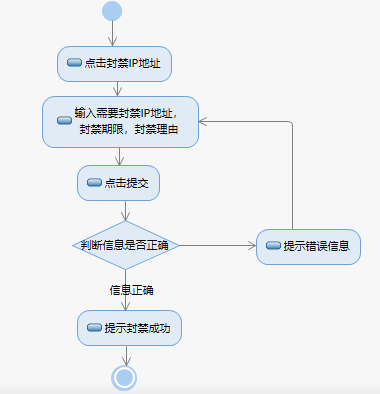 点击封禁IP地址
输入需要封禁IP地址，
封禁期限，封禁理由
点击提交
判断信息是否正确
提示错误信息
信息正确
提示封禁成功